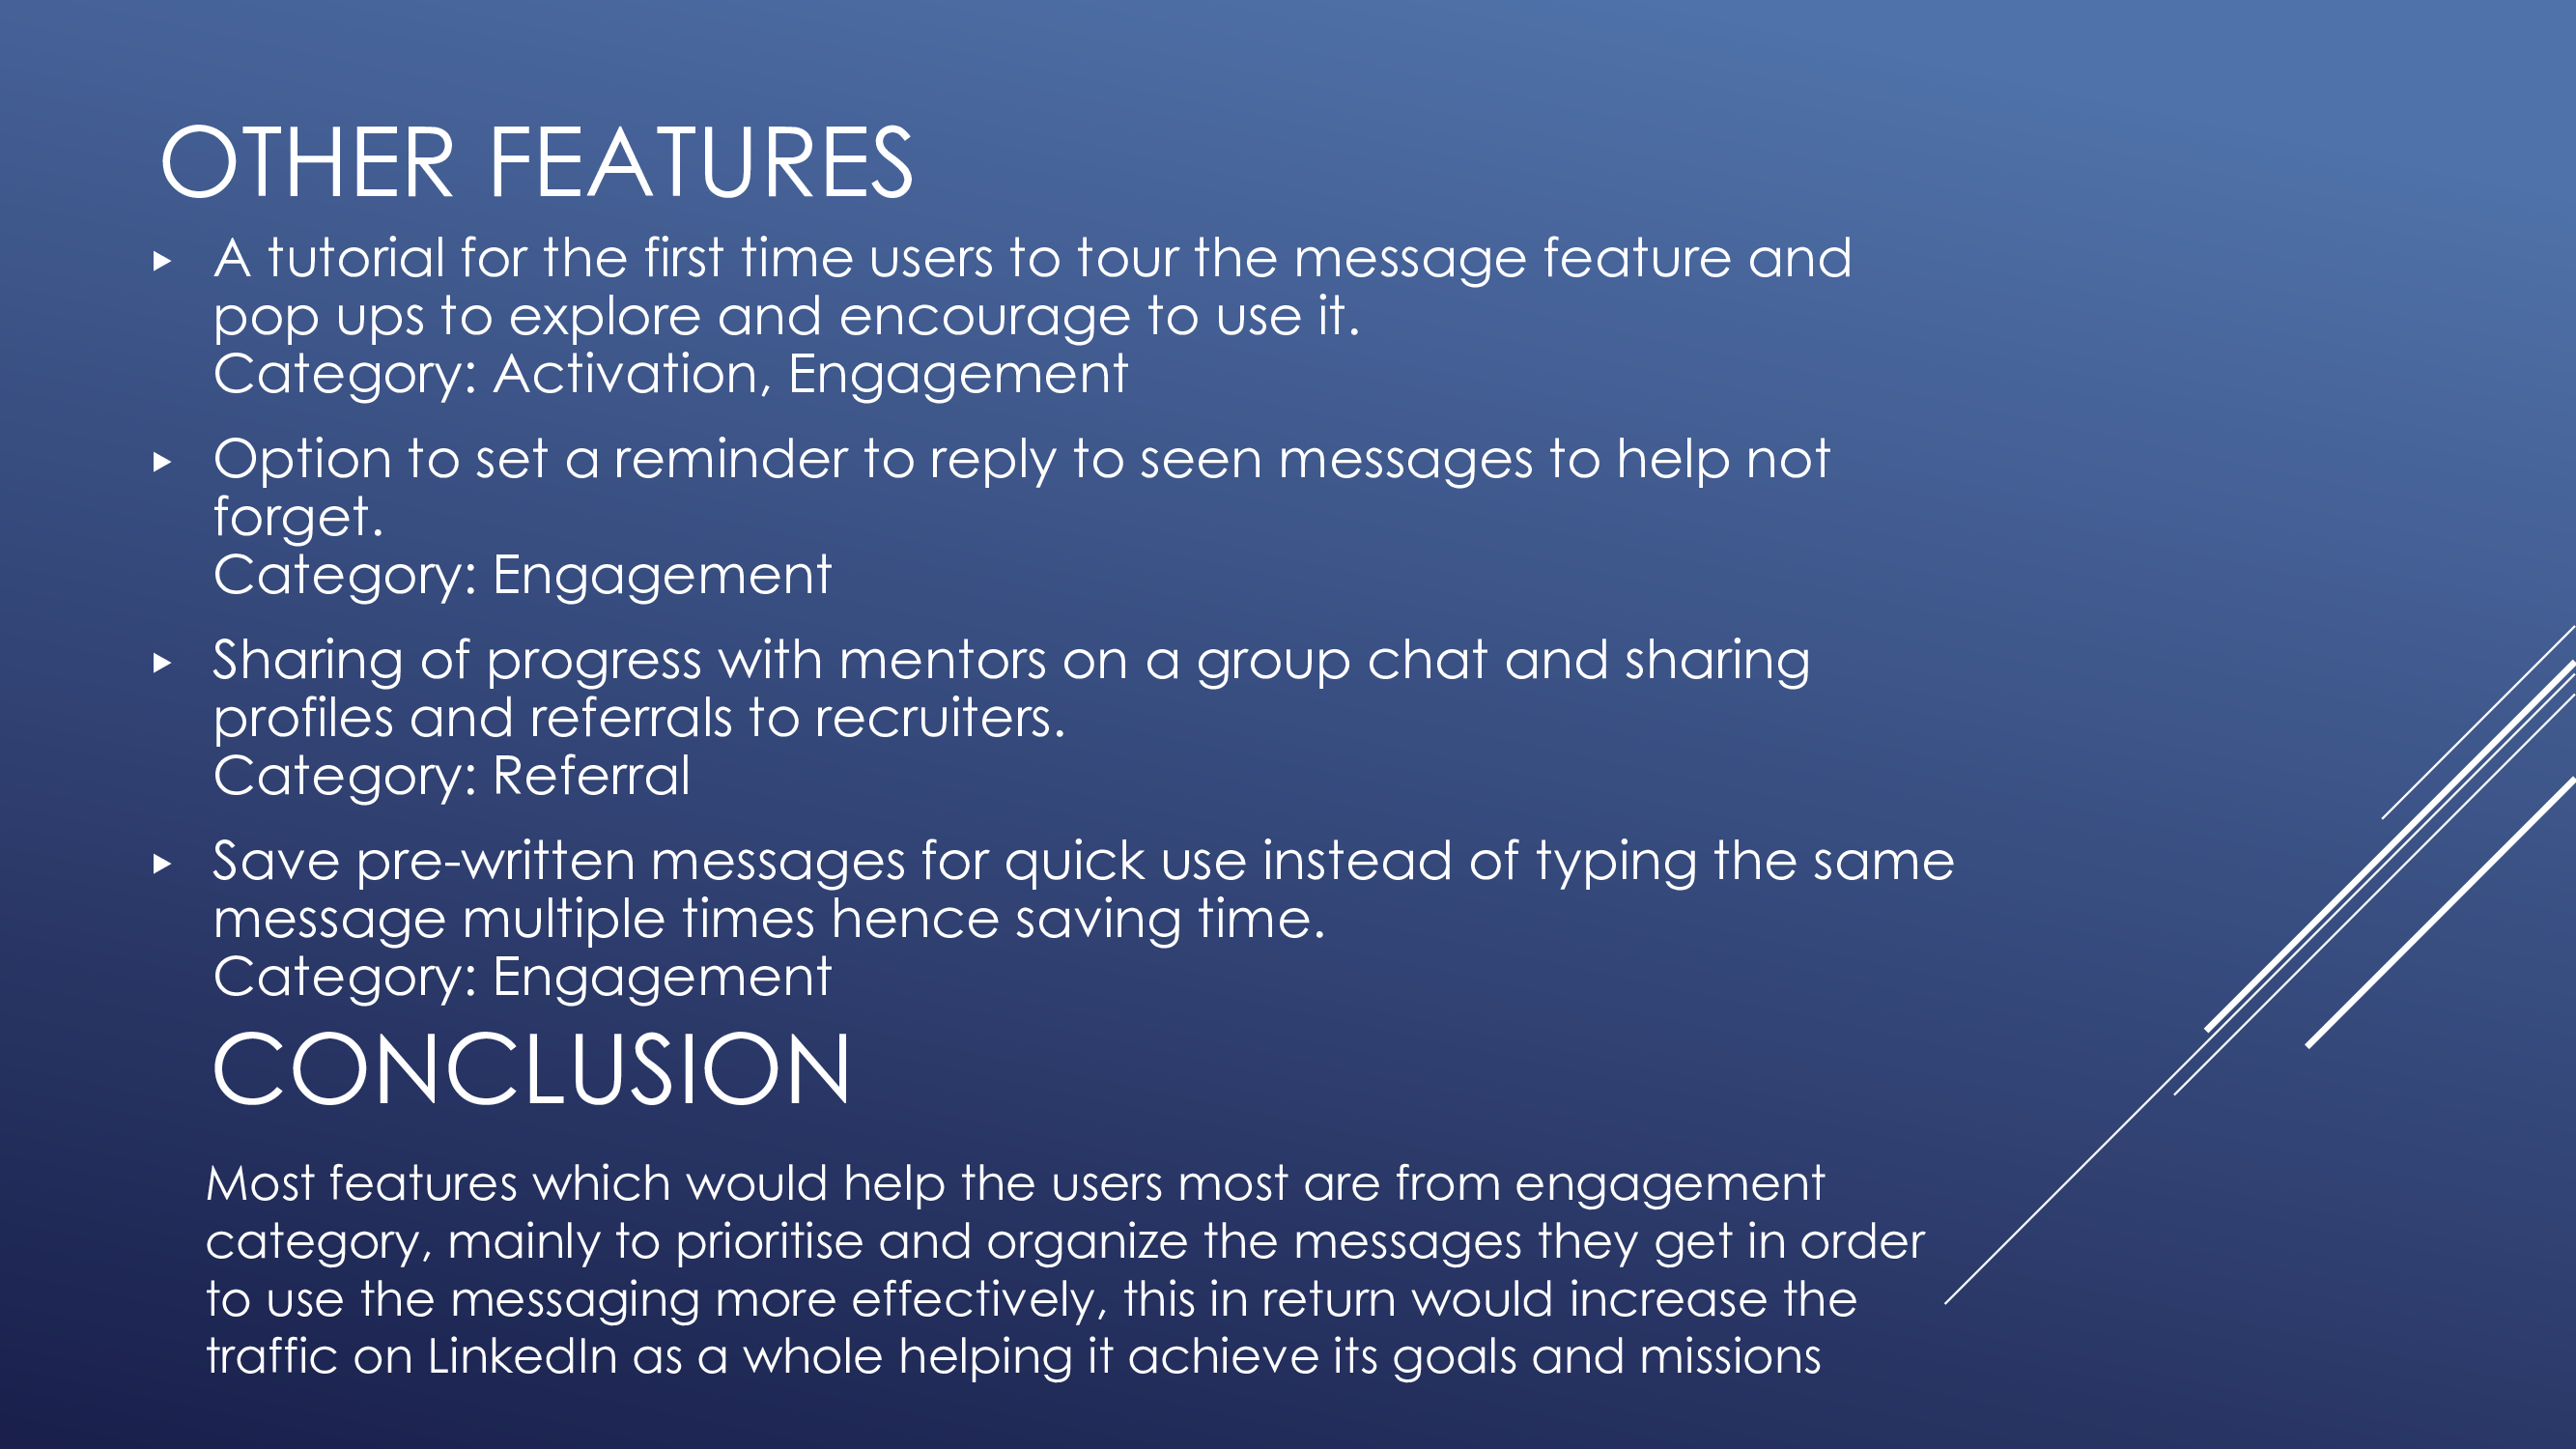 OTHER FEATURES
A tutorial for the first time users to tour the message feature and
pop ups to explore and encourage to use it.
Category: Activation, Engagement
Option to set a reminder to reply to seen messages to help not
forget.
Category: Engagement
Sharing of progress with mentors on a group chat and sharing
profiles and referrals to recruiters.
Category: Referral
Save pre-written messages for quick use instead of typing the same
message multiple times hence saving time.
Category: Engagement
CONCLUSION
Most features which would help the users most are from engagement
category, mainly to prioritise and organize the messages they get in order
to use the messaging more effectively, this in return would increase the
traffic on LinkedIn as a whole helping it achieve its goals and missions